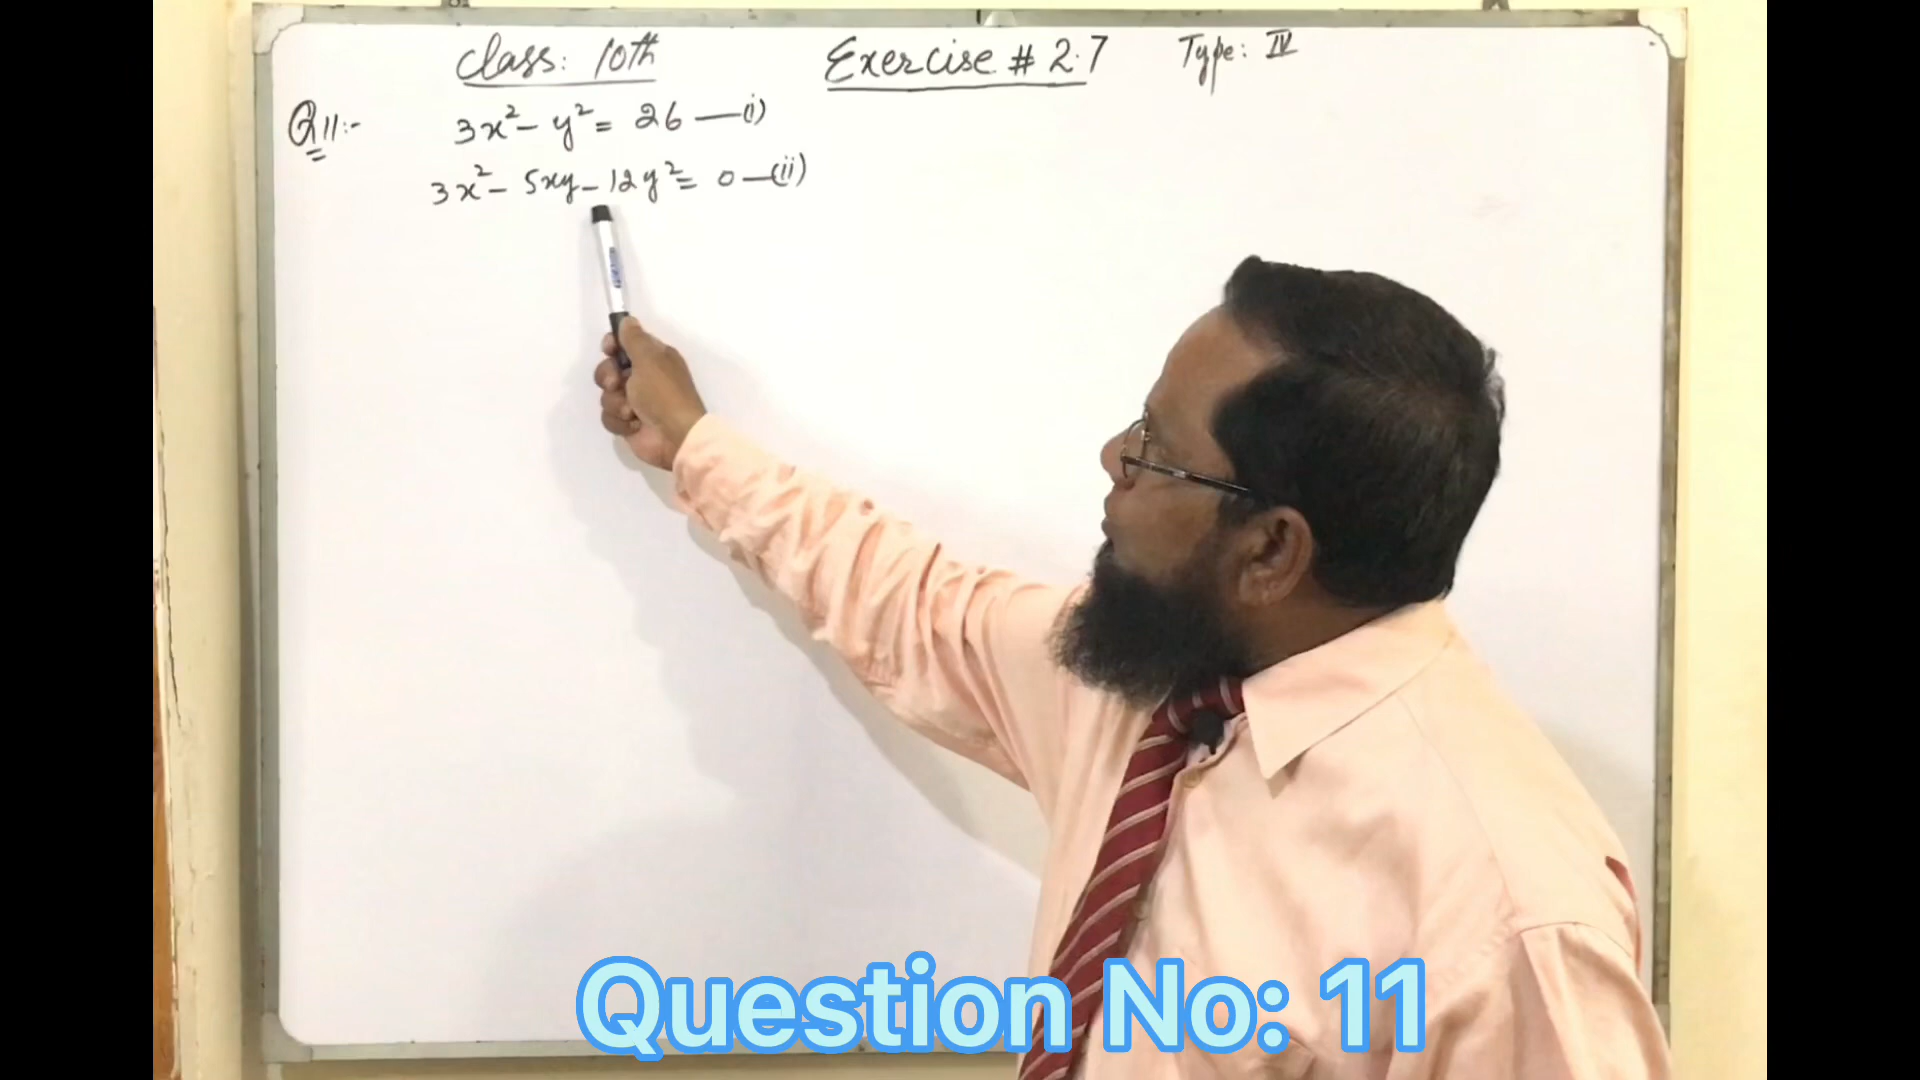 Class: 10th Exercise # 2.7 Type: IV
Q11:- 3x² - y² = 26 —(i)
3x² - 5xy - 12y² = 0 —(ii)
Question No: 11